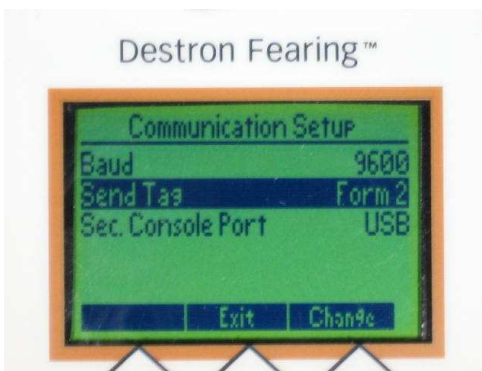 Destron Fearing™
Communication Setup
Baud 9600
Send Tag Form 2
Sec. Console Port USB
Exit Change